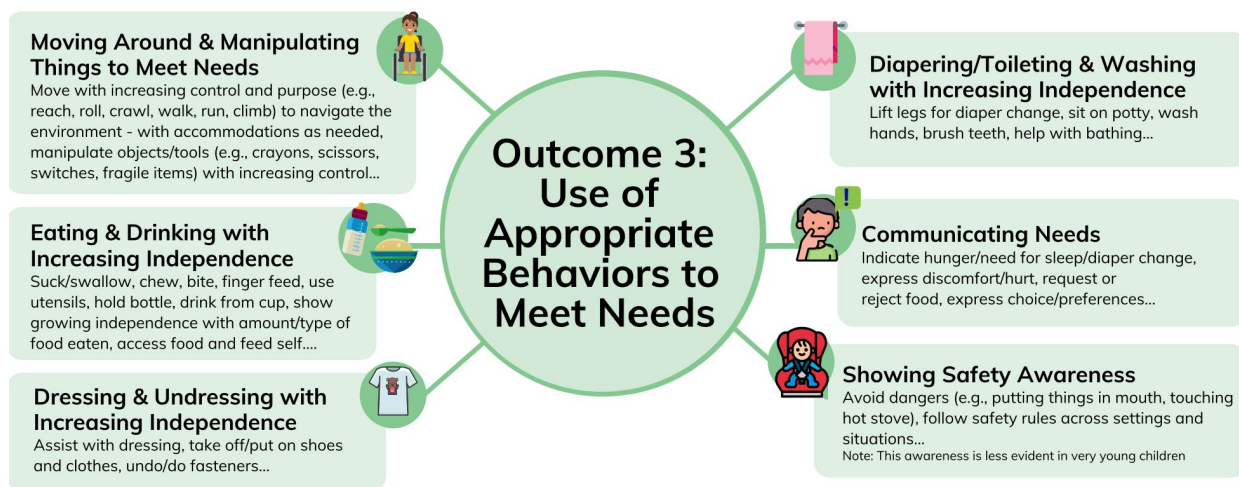 Moving Around & Manipulating
Things to Meet Needs
Move with increasing control and purpose (e.g.,
reach, roll, crawl, walk, run, climb) to navigate the
environment - with accommodations as needed,
manipulate objects/tools (e.g., crayons, scissors,
switches, fragile items) with increasing control...
Eating & Drinking with
Increasing Independence
Suck/swallow, chew, bite, finger feed, use
utensils, hold bottle, drink from cup, show
growing independence with amount/type of
food eaten, access food and feed self....
Dressing & Undressing with
Increasing Independence
Assist with dressing, take off/put on shoes
and clothes, undo/do fasteners...
Outcome 3:
Use of
Appropriate
Behaviors to
Meet Needs
Diapering/Toileting & Washing
with Increasing Independence
Lift legs for diaper change, sit on potty, wash
hands, brush teeth, help with bathing...
!
Communicating Needs
Indicate hunger/need for sleep/diaper change,
express discomfort/hurt, request or
reject food, express choice/preferences...
Showing Safety Awareness
Avoid dangers (e.g., putting things in mouth, touching
hot stove), follow safety rules across settings and
situations...
Note: This awareness is less evident in very young children